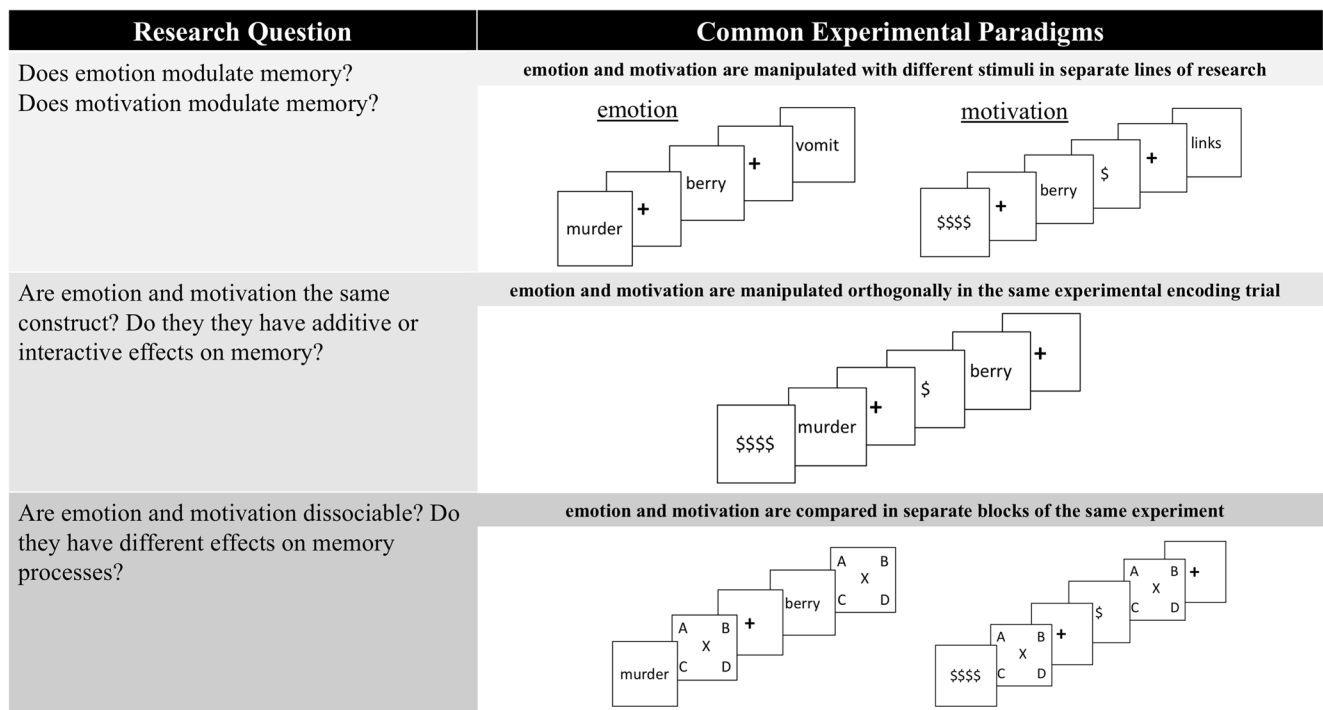 Research Question
Common Experimental Paradigms
Does emotion modulate memory?
Does motivation modulate memory?
emotion and motivation are manipulated with different stimuli in separate lines of research
emotion
murder
+
berry
+
vomit
motivation
$$$$
+
berry
$
+
links
Are emotion and motivation the same
construct? Do they they have additive or
interactive effects on memory?
emotion and motivation are manipulated orthogonally in the same experimental encoding trial
$$$$
murder
+
$
berry
+
Are emotion and motivation dissociable? Do
they have different effects on memory
processes?
emotion and motivation are compared in separate blocks of the same experiment
murder
A B
X
C D
+
berry
A B
X
C D
$$$$
A B
X
C D
+
$
A B
X
C D
+